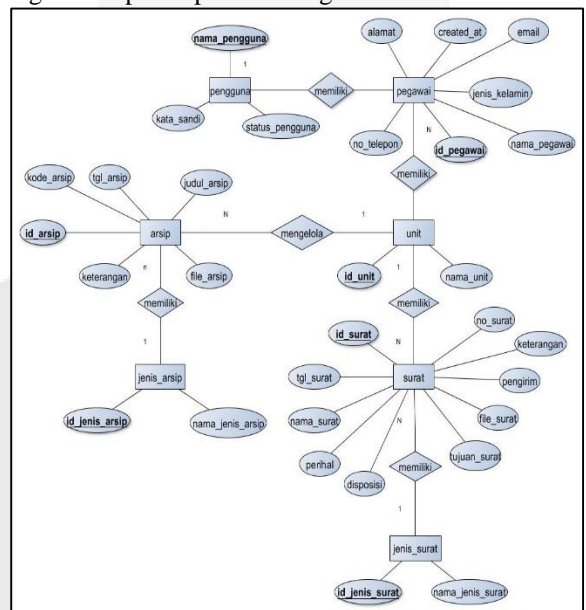 nama_pengguna
alamat
created_at
email
1
pengguna
memiliki
pegawai
jenis_kelamin
kata_sandi
status_pengguna
no_telepon
N
id_pegawai
nama_pegawai
memiliki
kode_arsip
tgl_arsip
judul_arsip
id_arsip
arsip
N
mengelola
1
unit
keterangan
n
file_arsip
id_unit
1
nama_unit
memiliki
memiliki
id_surat
N
no_surat
keterangan
1
jenis_arsip
tgl_surat
surat
pengirim
id_jenis_arsip
nama_jenis_arsip
nama_surat
N
file_surat
perihal
disposisi
memiliki
tujuan_surat
1
jenis_surat
id_jenis_surat
nama_jenis_surat